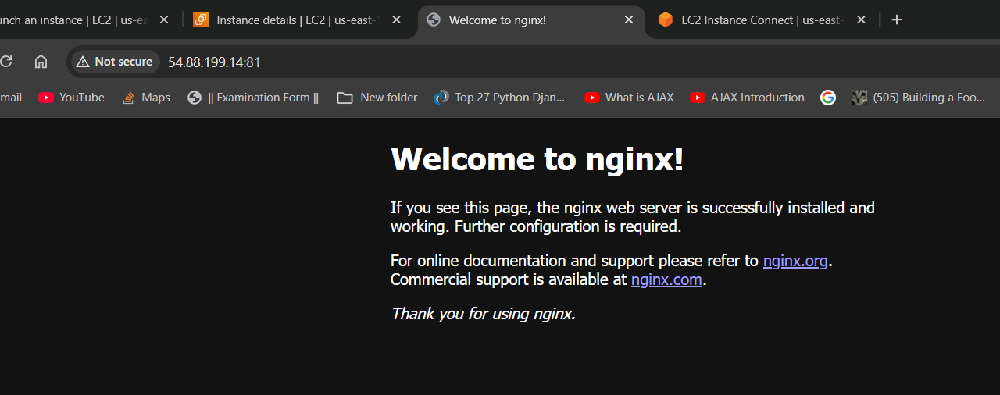 unch an instance | EC2 | us-ea
Instance details | EC2 | us-east-1
Welcome to nginx!
EC2 Instance Connect | us-east-
Not secure
54.88.199.14:81
mail
YouTube
Maps
|| Examination Form ||
New folder
Top 27 Python Djan...
What is AJAX
AJAX Introduction
(505) Building a Foo...
Welcome to nginx!
If you see this page, the nginx web server is successfully installed and
working. Further configuration is required.
For online documentation and support please refer to nginx.org.
Commercial support is available at nginx.com.
Thank you for using nginx.